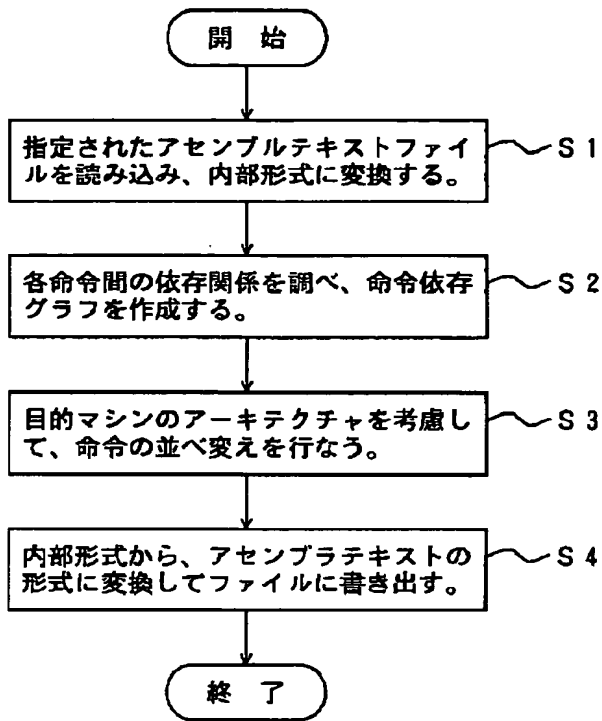 開 始
指定されたアセンブルテキストファイ S 1
ルを読み込み、内部形式に変換する。
各命令間の依存関係を調べ、命令依存 S 2
グラフを作成する。
目的マシンのアーキテクチャを考慮し S 3
て、命令の並べ変えを行なう。
内部形式から、アセンブラテキストの S 4
形式に変換してファイルに書き出す。
終 了